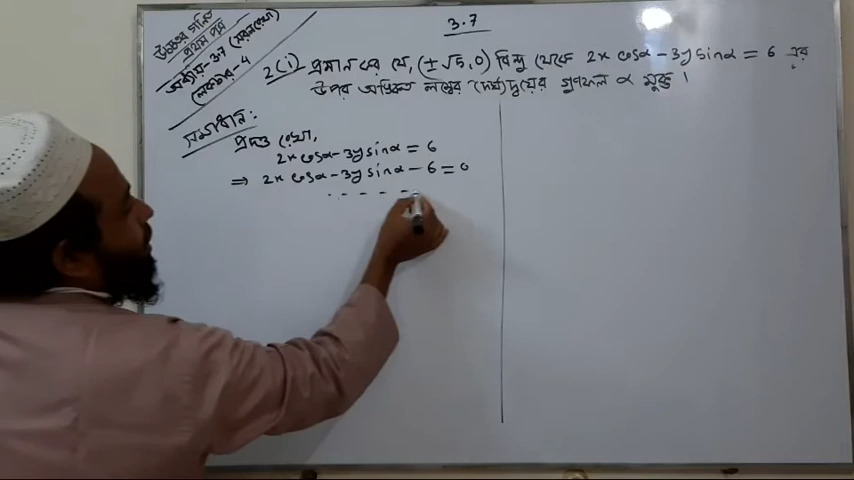 3.7
উচ্চতর গণিত
প্রথম পত্র
অধ্যায়-3.7 (সরলরেখা)
(লেকচার-4)
2(i) প্রমাণ কর যে, (±√5,0) বিন্দু থেকে 2x cosα - 3y sinα = 6 এর
উপর অঙ্কিত লম্বের দৈর্ঘ্যদ্বয়ের গুণফল α মুক্ত।
সমাধান:
প্রদত্ত রেখা,
2x cosα - 3y sinα = 6
⇒ 2x cosα - 3y sinα - 6 = 0